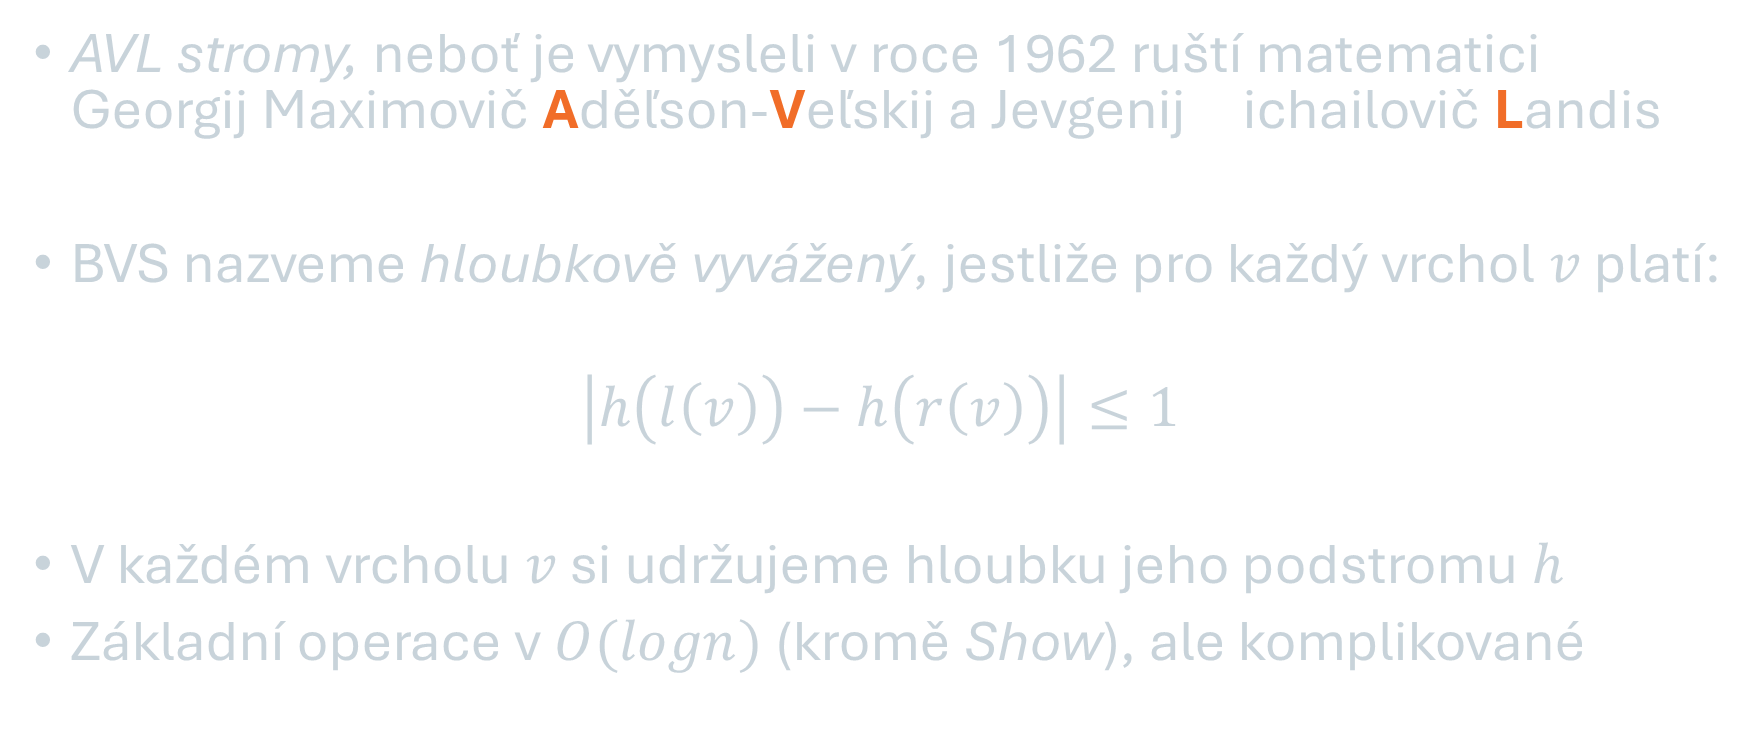 • AVL stromy, neboť je vymysleli v roce 1962 ruští matematici
Georgij Maximovič Aděľson-Veľskij a Jevgenij ichailovič Landis
• BVS nazveme hloubkově vyvážený, jestliže pro každý vrchol v platí:
|h(l(v)) − h(r(v))| ≤ 1
• V každém vrcholu v si udržujeme hloubku jeho podstromu h
• Základní operace v O(logn) (kromě Show), ale komplikované